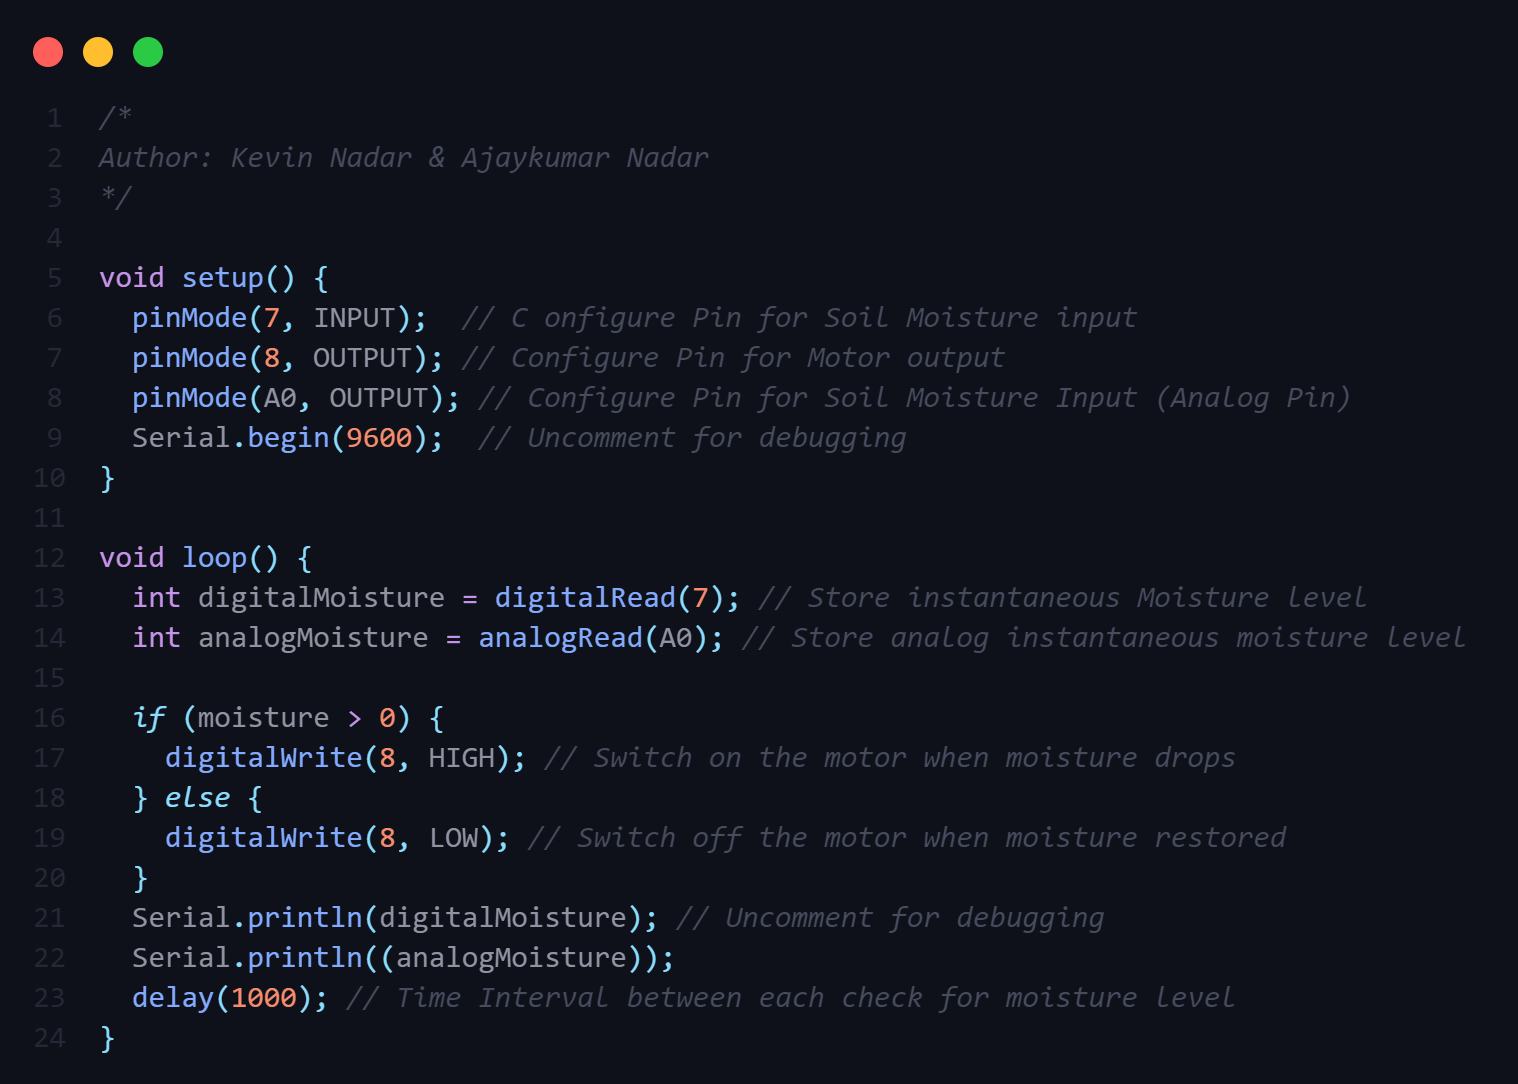 1 /*
2 Author: Kevin Nadar & Ajaykumar Nadar
3 */
4
5 void setup() {
6   pinMode(7, INPUT);  // C onfigure Pin for Soil Moisture input
7   pinMode(8, OUTPUT); // Configure Pin for Motor output
8   pinMode(A0, OUTPUT); // Configure Pin for Soil Moisture Input (Analog Pin)
9   Serial.begin(9600);  // Uncomment for debugging
10 }
11
12 void loop() {
13   int digitalMoisture = digitalRead(7); // Store instantaneous Moisture level
14   int analogMoisture = analogRead(A0); // Store analog instantaneous moisture level
15
16   if (moisture > 0) {
17     digitalWrite(8, HIGH); // Switch on the motor when moisture drops
18   } else {
19     digitalWrite(8, LOW); // Switch off the motor when moisture restored
20   }
21   Serial.println(digitalMoisture); // Uncomment for debugging
22   Serial.println((analogMoisture));
23   delay(1000); // Time Interval between each check for moisture level
24 }